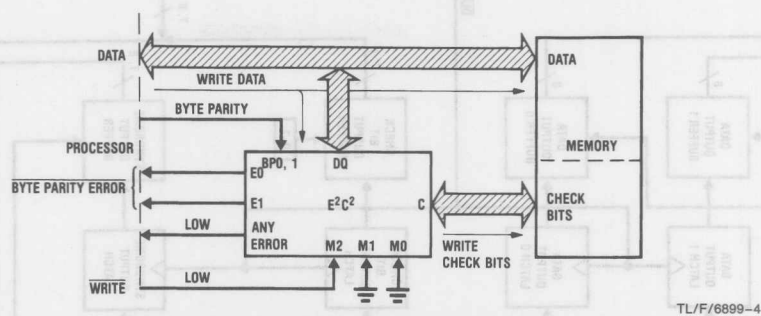 DATA
DATA
WRITE DATA
BYTE PARITY
PROCESSOR
MEMORY
BP0, 1 DQ
E0
BYTE PARITY ERROR
E²C² C
CHECK BITS
E1
LOW
ANY ERROR
M2 M1 M0
WRITE CHECK BITS
LOW
WRITE
TL/F/6899-4